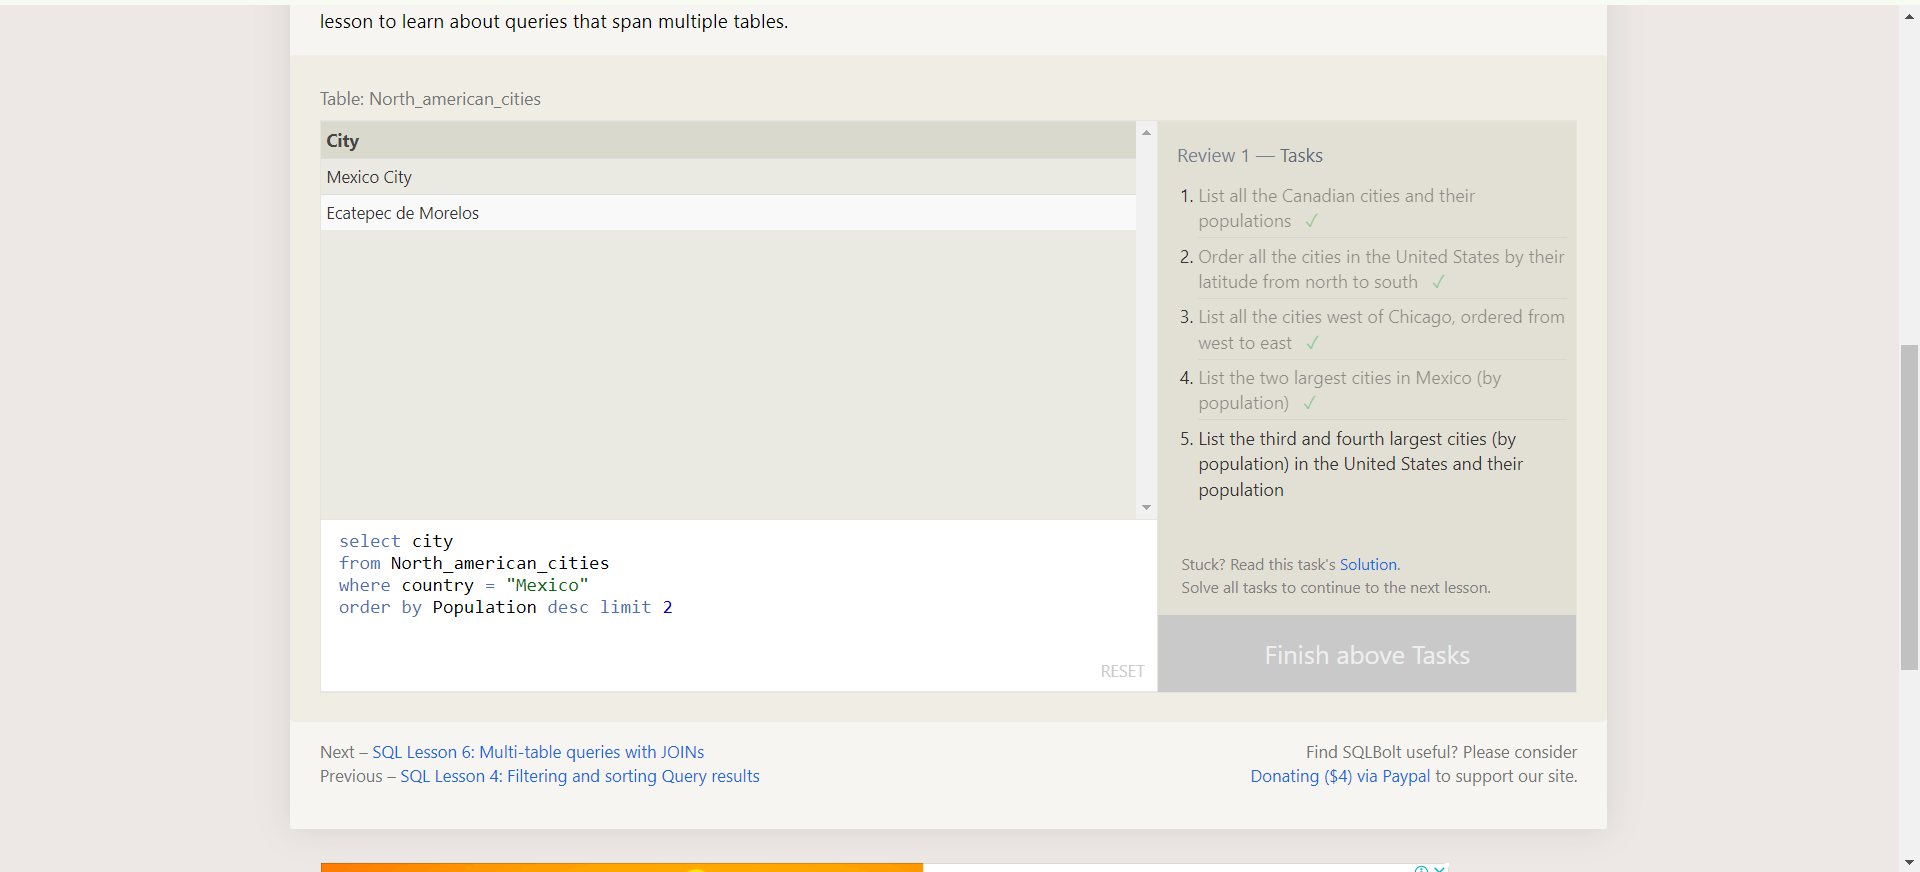 lesson to learn about queries that span multiple tables.
Table: North_american_cities
City
Mexico City
Ecatepec de Morelos
select city
from North_american_cities
where country = "Mexico"
order by Population desc limit 2
RESET
Review 1 — Tasks
1. List all the Canadian cities and their
populations ✓
2. Order all the cities in the United States by their
latitude from north to south ✓
3. List all the cities west of Chicago, ordered from
west to east ✓
4. List the two largest cities in Mexico (by
population) ✓
5. List the third and fourth largest cities (by
population) in the United States and their
population
Stuck? Read this task's Solution.
Solve all tasks to continue to the next lesson.
Finish above Tasks
Next – SQL Lesson 6: Multi-table queries with JOINs
Previous – SQL Lesson 4: Filtering and sorting Query results
Find SQLBolt useful? Please consider
Donating ($4) via Paypal to support our site.